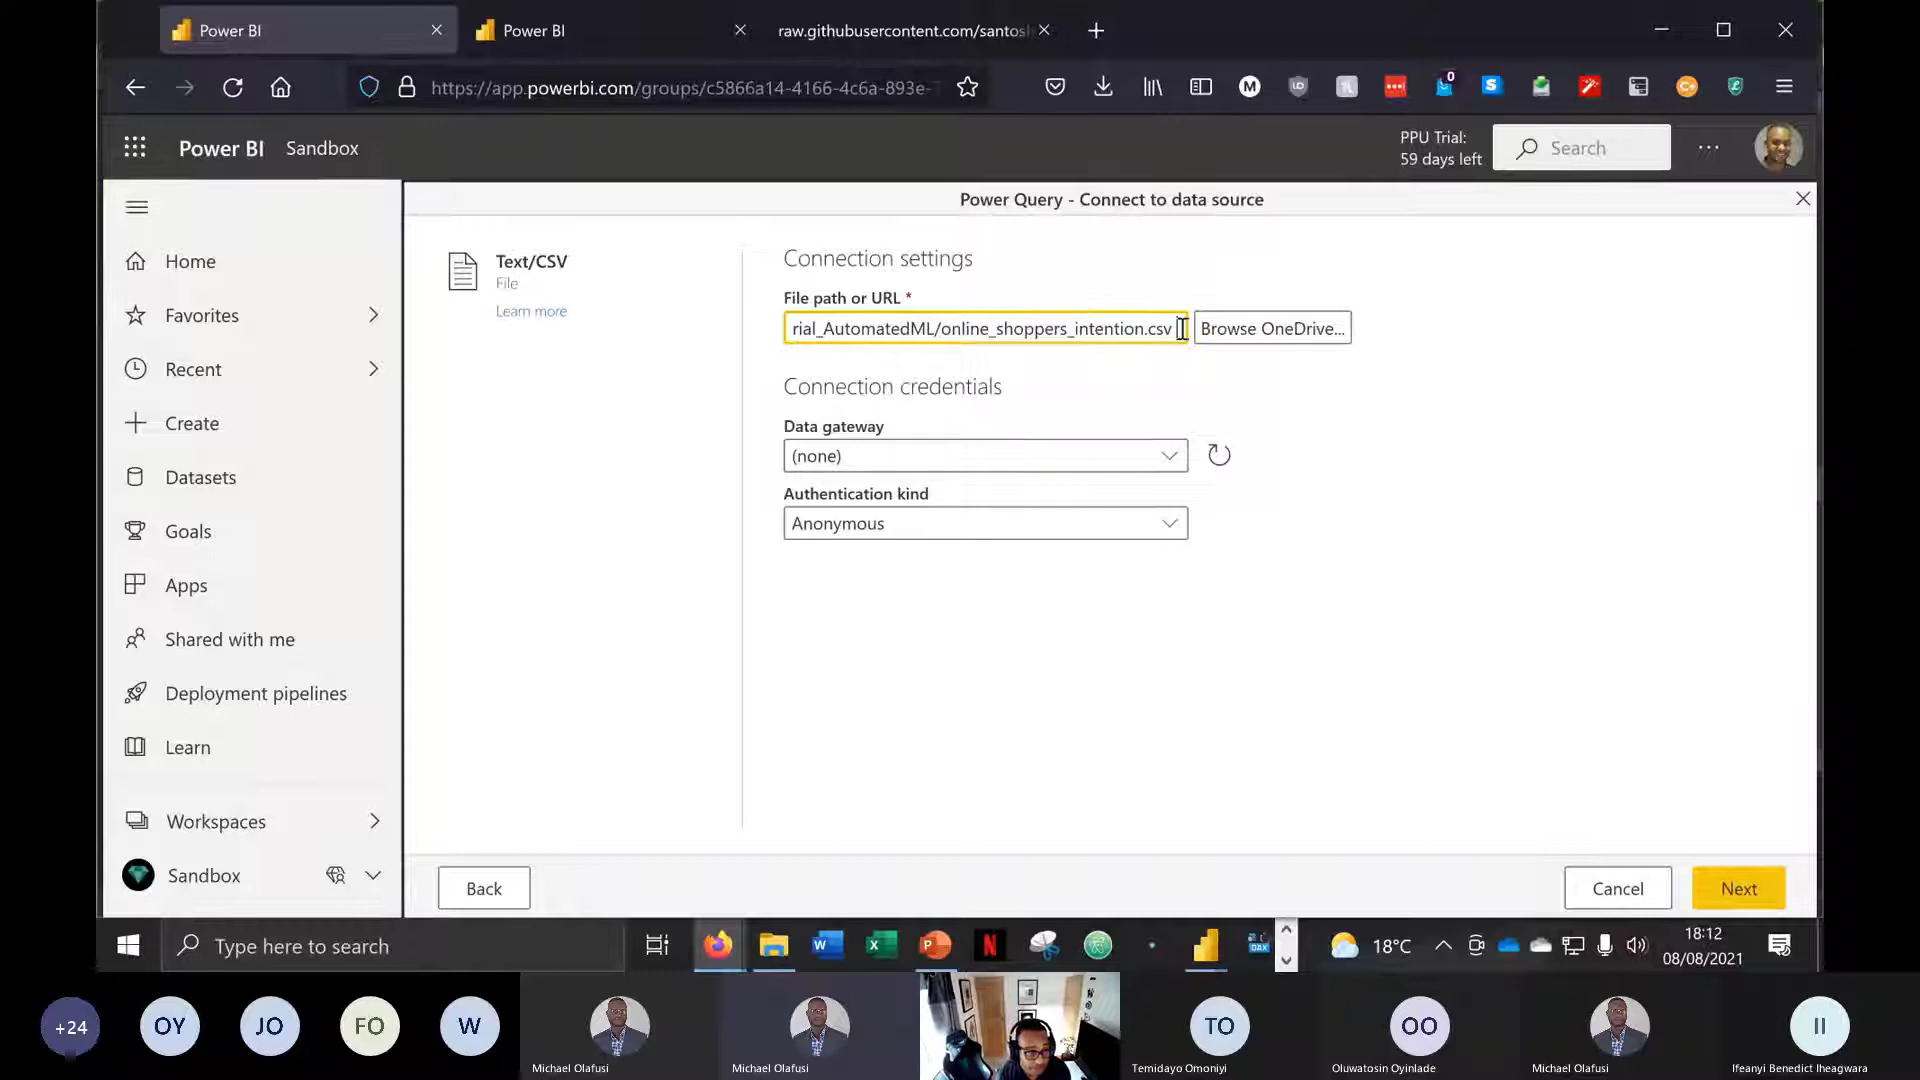 Power BI
Power BI
raw.githubusercontent.com/santosh
https://app.powerbi.com/groups/c5866a14-4166-4c6a-893e-
0
Power BI
Sandbox
PPU Trial:
59 days left
Search
Power Query - Connect to data source
Home
Favorites
Recent
Create
Datasets
Goals
Apps
Shared with me
Deployment pipelines
Learn
Workspaces
Sandbox
Text/CSV
File
Learn more
Connection settings
File path or URL *
rial_AutomatedML/online_shoppers_intention.csv
Browse OneDrive...
Connection credentials
Data gateway
(none)
Authentication kind
Anonymous
Back
Cancel
Next
Type here to search
18°C
18:12
08/08/2021
+24
OY
JO
FO
W
Michael Olafusi
Michael Olafusi
TO
Temidayo Omoniyi
OO
Oluwatosin Oyinlade
Michael Olafusi
II
Ifeanyi Benedict Iheagwara